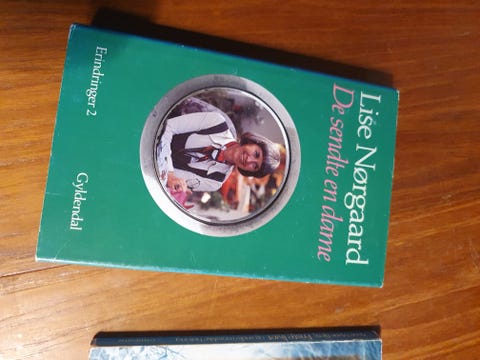 Lise Nørgaard
De sendte en dame
Erindringer 2
Gyldendal